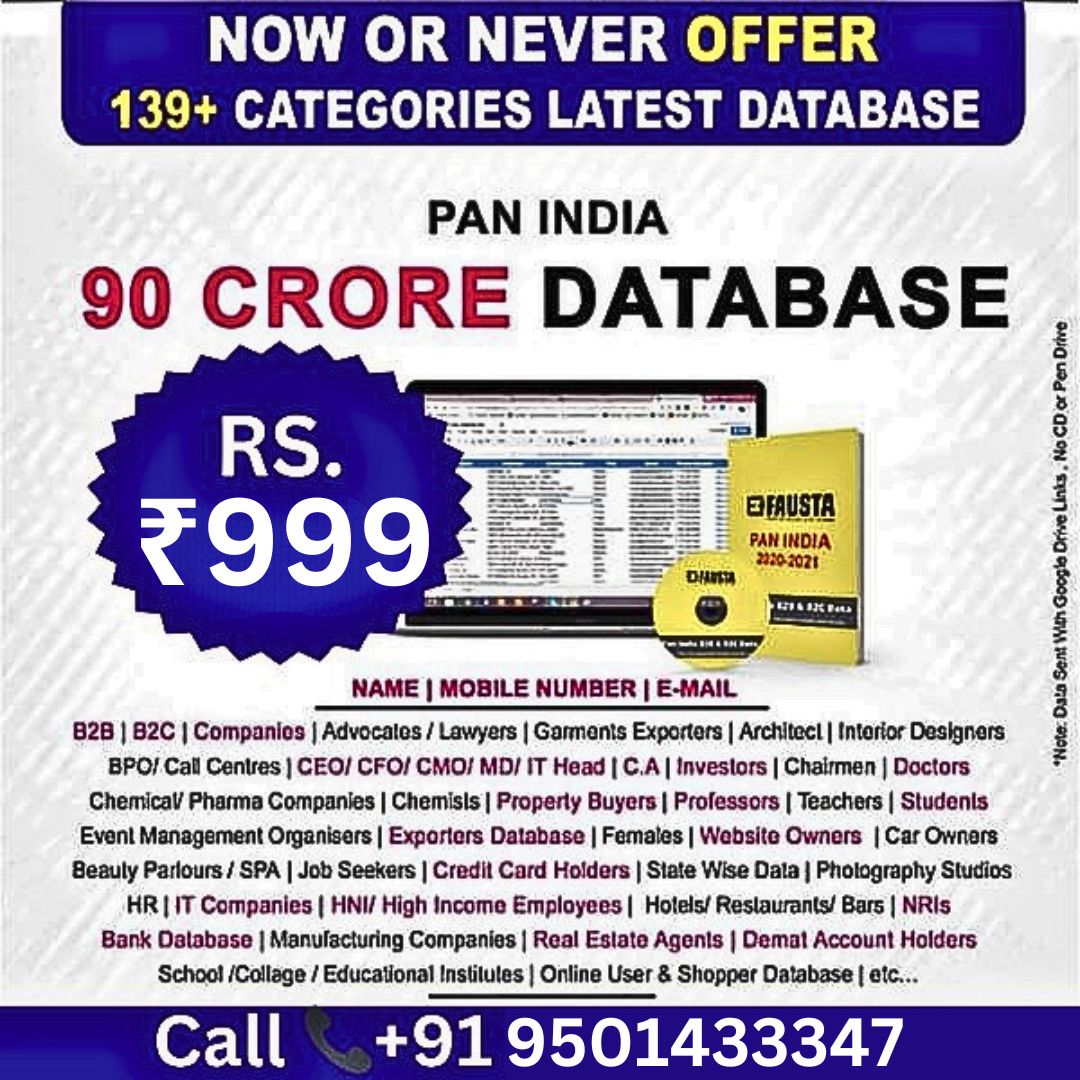 NOW OR NEVER OFFER
139+ CATEGORIES LATEST DATABASE
PAN INDIA
90 CRORE DATABASE
RS.
₹999
FAUSTA
PAN INDIA
2020-2021
B2B & B2C Data
FAUSTA
*Note: Data Sent With Google Drive Links , No CD or Pen Drive
NAME | MOBILE NUMBER | E-MAIL
B2B | B2C | Companies | Advocates / Lawyers | Garments Exporters | Architect | Interior Designers
BPO/ Call Centres | CEO/ CFO/ CMO/ MD/ IT Head | C.A | Investors | Chairmen | Doctors
Chemical/ Pharma Companies | Chemists | Property Buyers | Professors | Teachers | Students
Event Management Organisers | Exporters Database | Females | Website Owners | Car Owners
Beauty Parlours / SPA | Job Seekers | Credit Card Holders | State Wise Data | Photography Studios
HR | IT Companies | HNI/ High Income Employees | Hotels/ Restaurants/ Bars | NRIs
Bank Database | Manufacturing Companies | Real Estate Agents | Demat Account Holders
School /Collage / Educational Institutes | Online User & Shopper Database | etc...
Call +91 9501433347